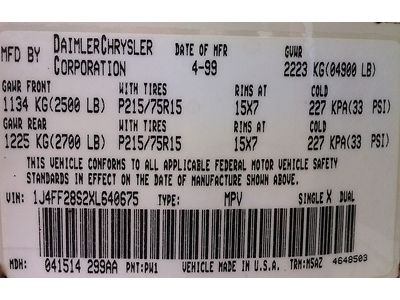 MFD BY DAIMLERCHRYSLER CORPORATION DATE OF MFR 4-99 GVWR 2223 KG(04900 LB)
GAWR FRONT WITH TIRES RIMS AT COLD
1134 KG(2500 LB) P215/75R15 15X7 227 KPA(33 PSI)
GAWR REAR WITH TIRES RIMS AT COLD
1225 KG(2700 LB) P215/75R15 15X7 227 KPA(33 PSI)
THIS VEHICLE CONFORMS TO ALL APPLICABLE FEDERAL MOTOR VEHICLE SAFETY
STANDARDS IN EFFECT ON THE DATE OF MANUFACTURE SHOWN ABOVE.
VIN: 1J4FF28S2XL640675 TYPE: MPV SINGLE X DUAL
MDH: 041514 299AA PNT:PW1 VEHICLE MADE IN U.S.A. TRM:MSAZ 4648503